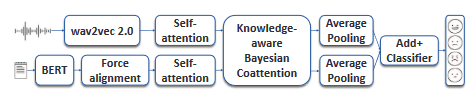 wav2vec 2.0
Self-
attention
Knowledge-
aware
Bayesian
Coattention
Average
Pooling
Add+
Classifier
BERT
Force
alignment
Self-
attention
Average
Pooling